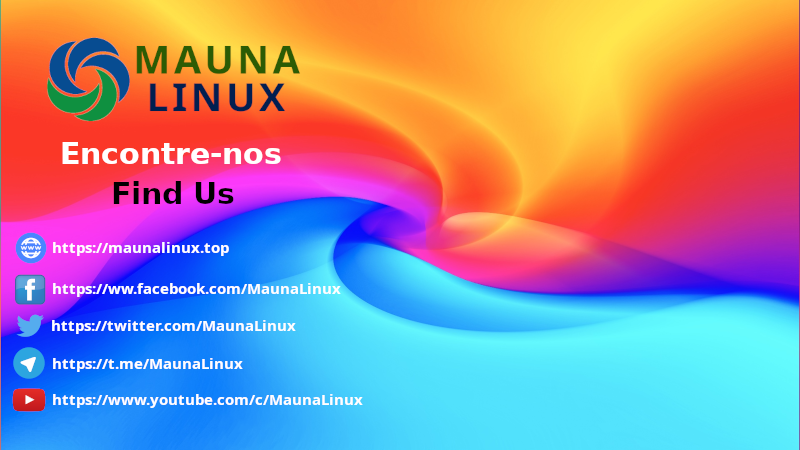 MAUNA
LINUX
Encontre-nos
Find Us
https://maunalinux.top
https://ww.facebook.com/MaunaLinux
https://twitter.com/MaunaLinux
https://t.me/MaunaLinux
https://www.youtube.com/c/MaunaLinux